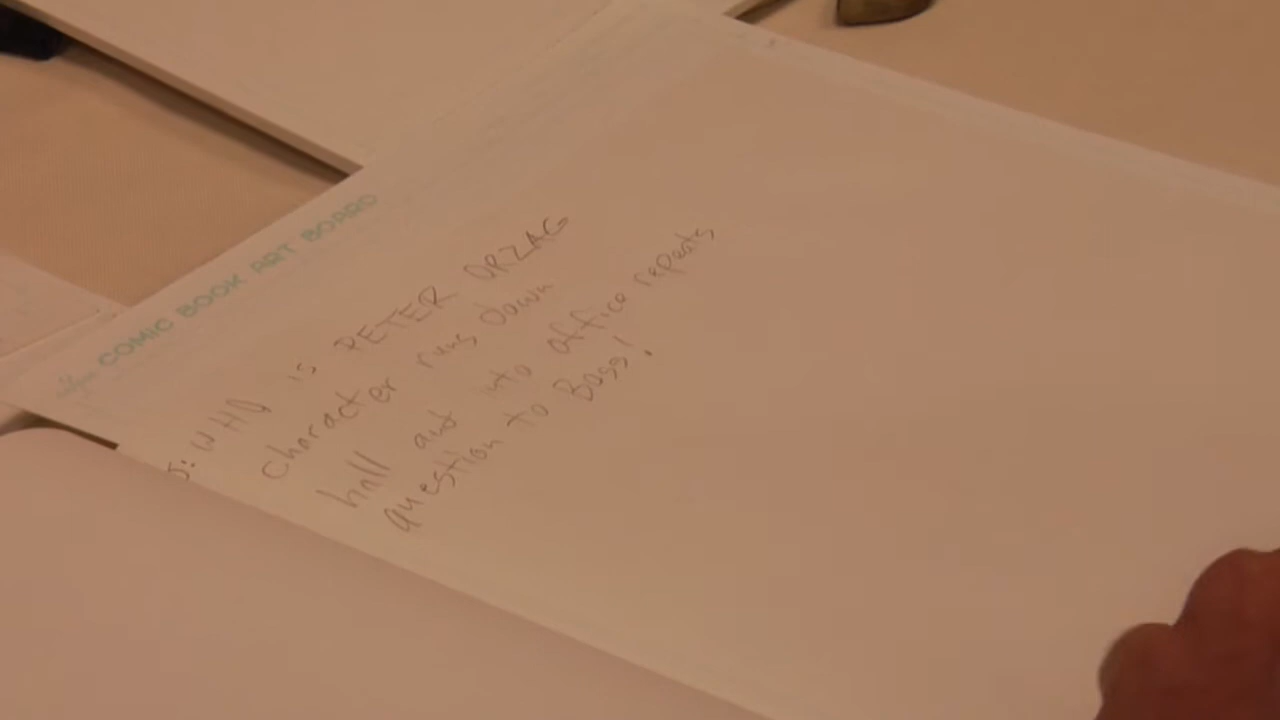 COMIC BOOK ART BOARD
5: WHO is PETER ORZAG
character runs down
hall and into office repeats
question to Boss!